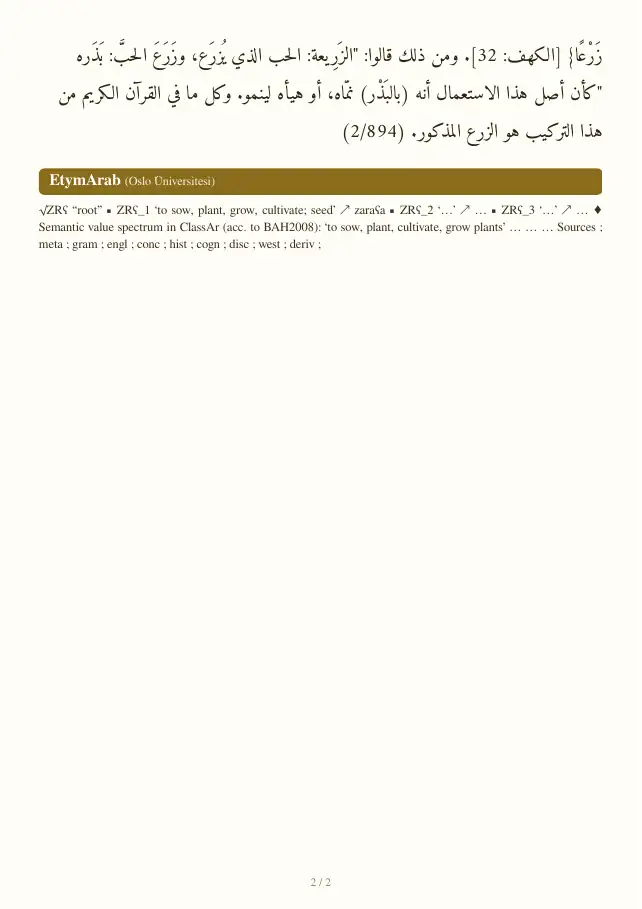 زَرْعًا} [الكهف: 32]. ومن ذلك قالوا: "الزَرِيعة: الحب الذي يُزرَع، وزَرَعَ الحبَّ: بَذَره
"كأن أصل هذا الاستعمال أنه (بالبَذْر) نمّاه، أو هيأه لينمو. وكل ما في القرآن الكريم من
هذا التركيب هو الزرع المذكور. (2/894)
EtymArab (Oslo Üniversitesi)
√ZRʕ “root” ▪ ZRʕ_1 ‘to sow, plant, grow, cultivate; seed’ ↗ zaraʕa ▪ ZRʕ_2 ‘…’ ↗ … ▪ ZRʕ_3 ‘…’ ↗ … ♦
Semantic value spectrum in ClassAr (acc. to BAH2008): ‘to sow, plant, cultivate, grow plants’ … … … Sources ;
meta ; gram ; engl ; conc ; hist ; cogn ; disc ; west ; deriv ;
2 / 2